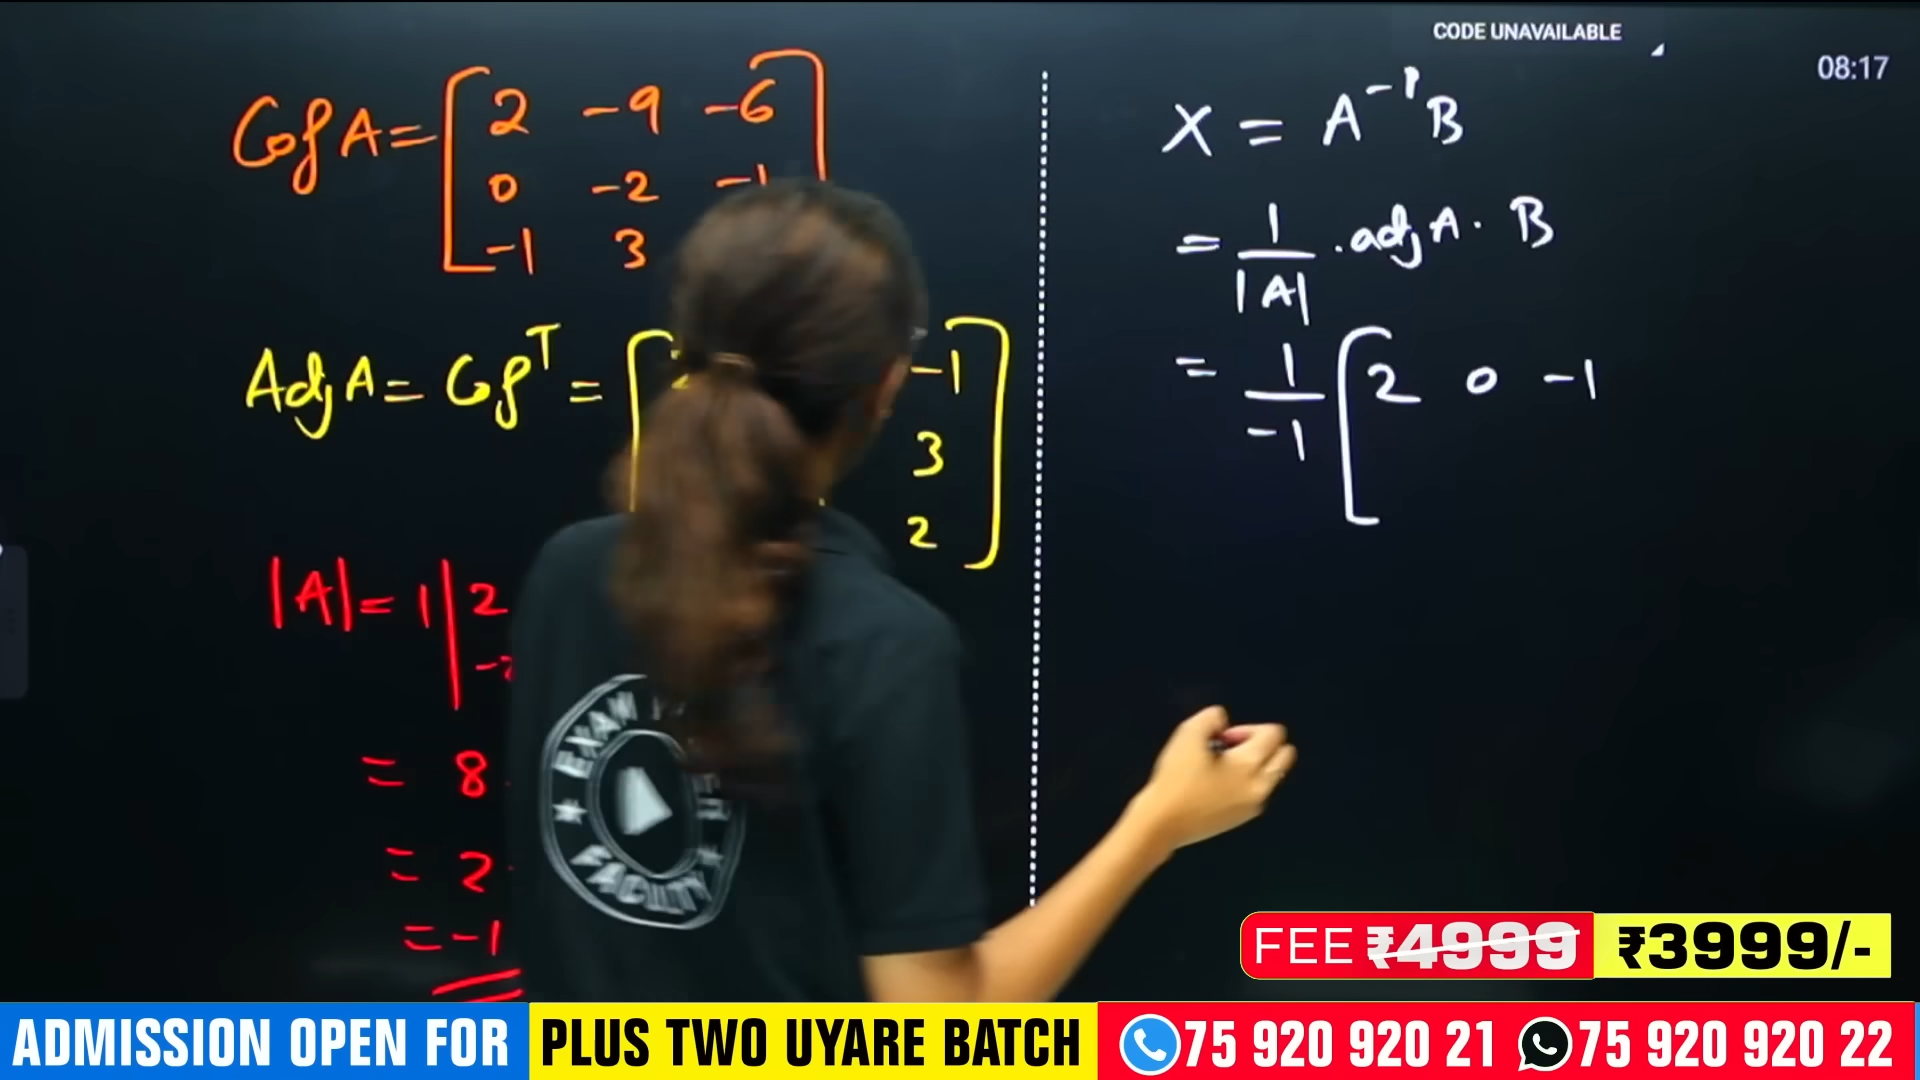 CODE UNAVAILABLE
08:17
Cof A = [ 2 -9 -6
0 -2 -1
-1 3
Adj A = Cof^T = [ -1 ]
3
2
|A| = 1 | 2
= 8
= 2
= -1
X = A^-1 B
= 1/|A| . adj A . B
= 1/-1 [ 2 0 -1
EXAM
FACULTY
FEE ₹4999 ₹3999/-
ADMISSION OPEN FOR PLUS TWO UYARE BATCH 75 920 920 21 75 920 920 22